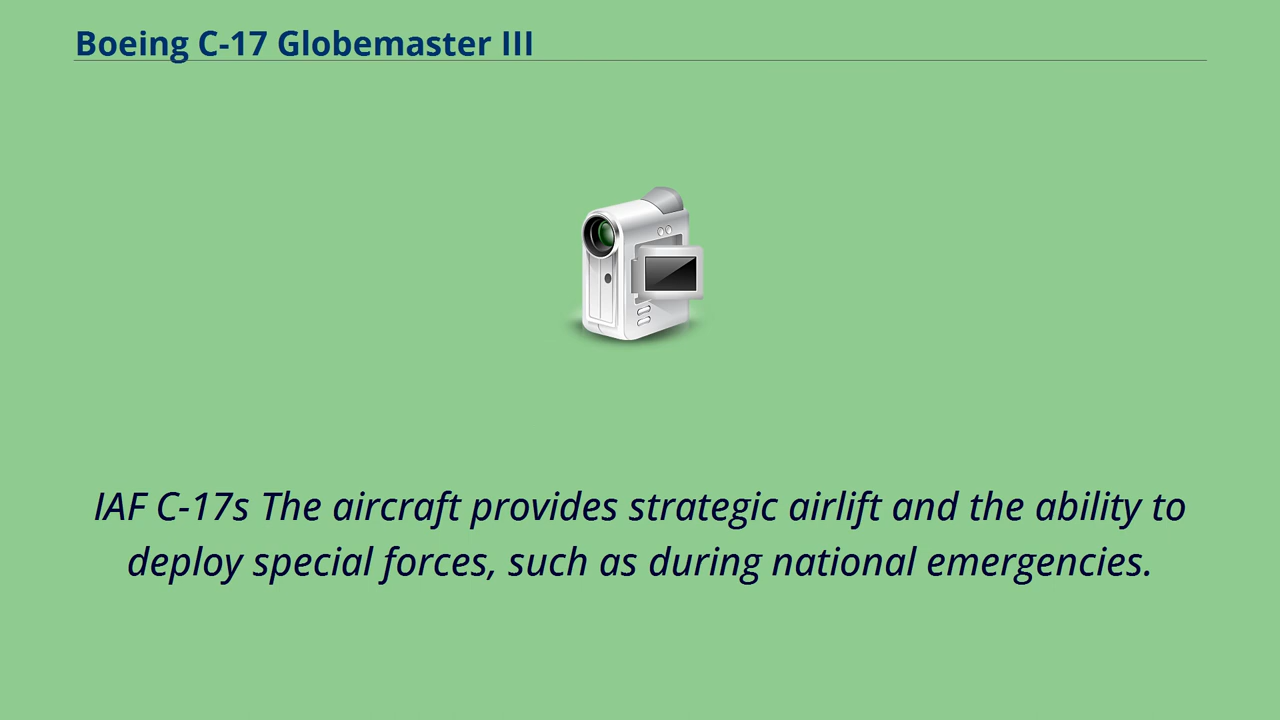 Boeing C-17 Globemaster III
IAF C-17s The aircraft provides strategic airlift and the ability to
deploy special forces, such as during national emergencies.